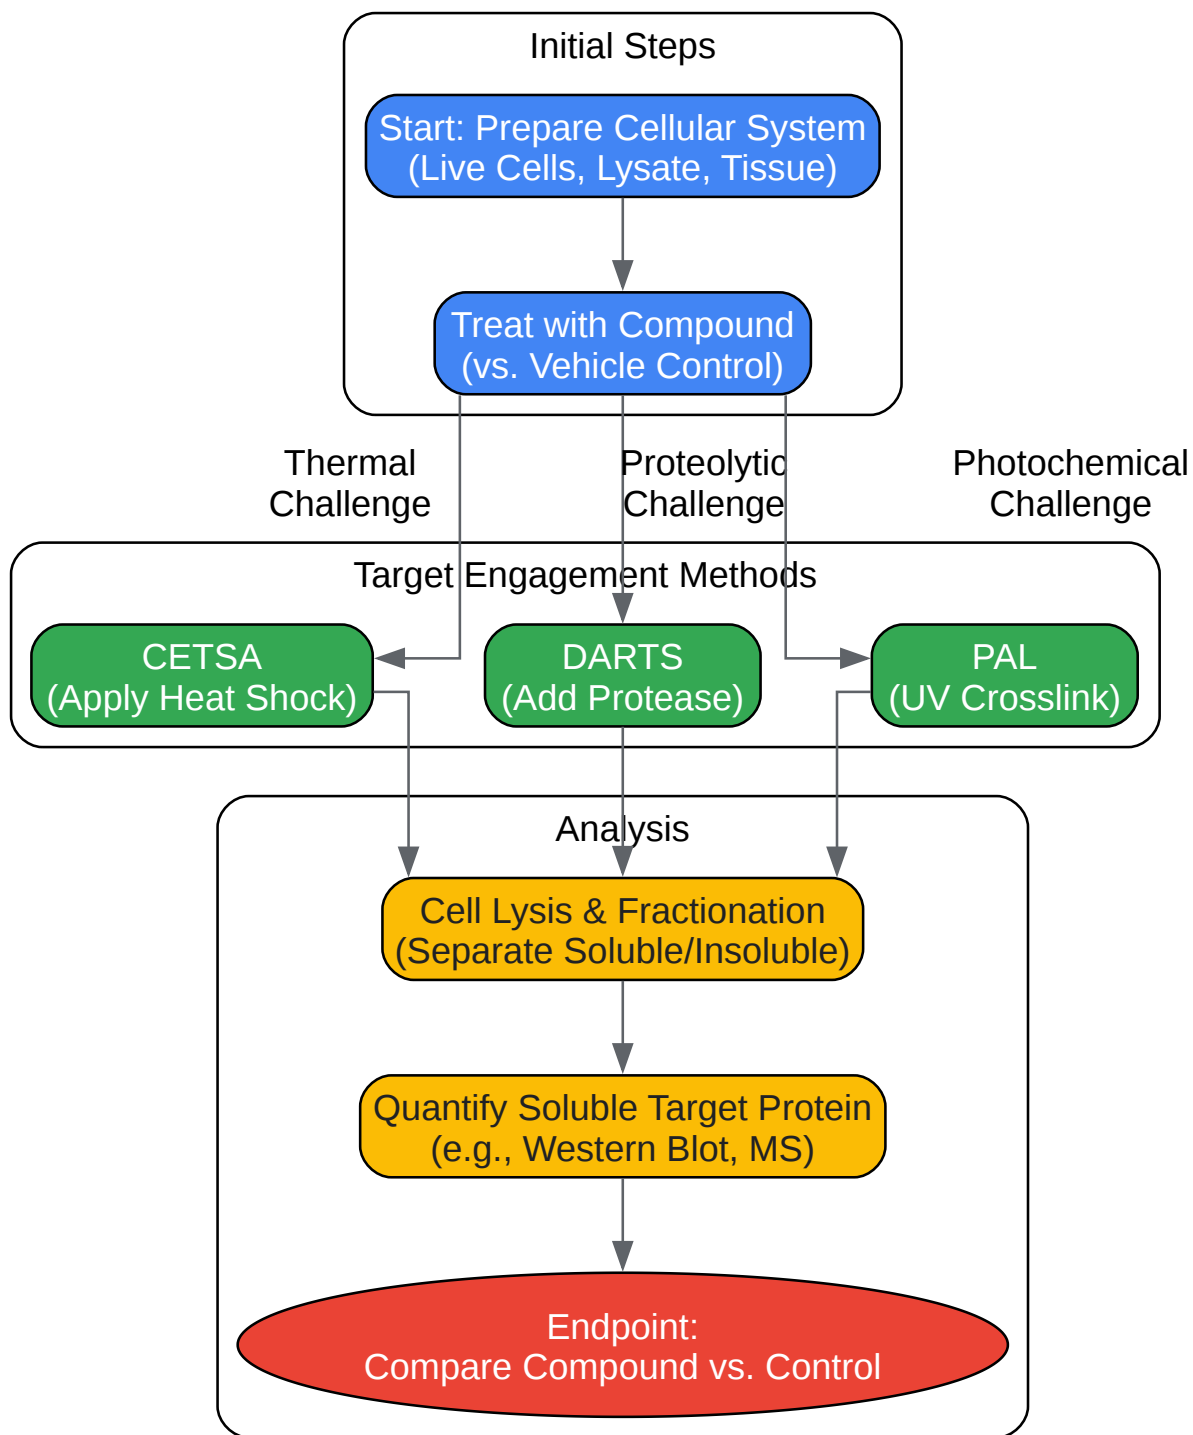 Initial Steps
Start: Prepare Cellular System
(Live Cells, Lysate, Tissue)
Treat with Compound
(vs. Vehicle Control)
Thermal
Challenge
Proteolytic
Challenge
Photochemical
Challenge
Target Engagement Methods
CETSA
(Apply Heat Shock)
DARTS
(Add Protease)
PAL
(UV Crosslink)
Analysis
Cell Lysis & Fractionation
(Separate Soluble/Insoluble)
Quantify Soluble Target Protein
(e.g., Western Blot, MS)
Endpoint:
Compare Compound vs. Control